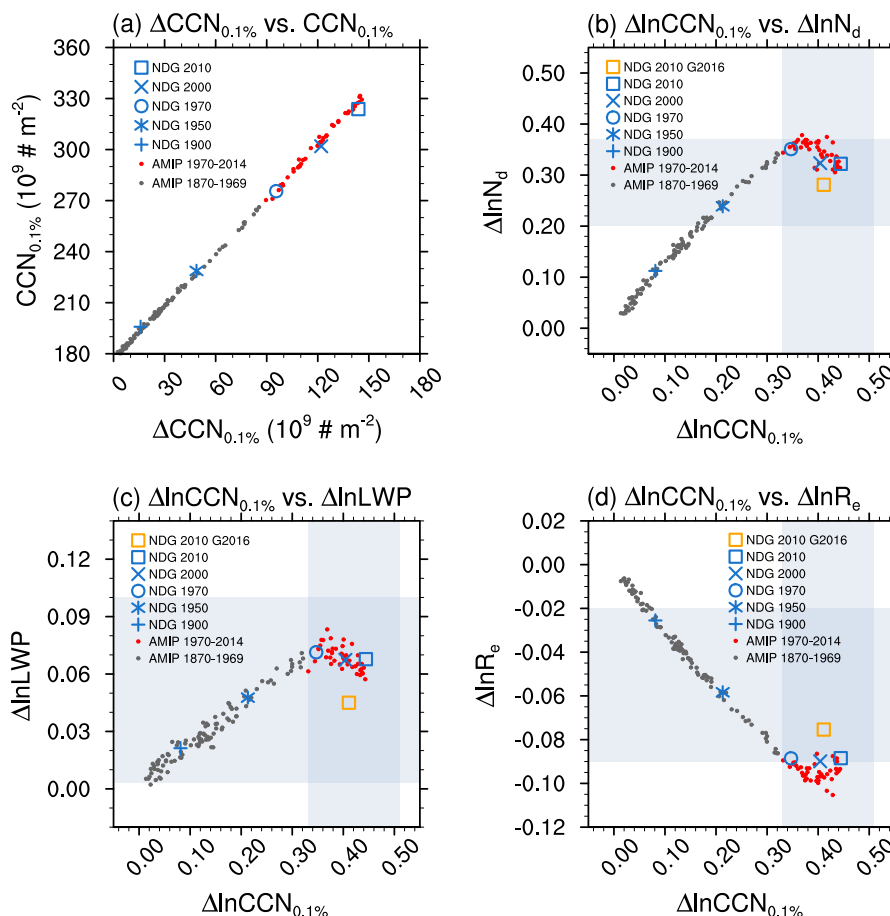 (a) ΔCCN0.1% vs. CCN0.1%
360
330
300
270
240
210
180
CCN0.1% (10^9 # m^-2)
NDG 2010
NDG 2000
NDG 1970
NDG 1950
NDG 1900
AMIP 1970-2014
AMIP 1870-1969
0 30 60 90 120 150 180
ΔCCN0.1% (10^9 # m^-2)
(b) ΔlnCCN0.1% vs. ΔlnNd
0.50
0.40
0.30
0.20
0.10
0.00
ΔlnNd
NDG 2010 G2016
NDG 2010
NDG 2000
NDG 1970
NDG 1950
NDG 1900
AMIP 1970-2014
AMIP 1870-1969
0.00 0.10 0.20 0.30 0.40 0.50
ΔlnCCN0.1%
(c) ΔlnCCN0.1% vs. ΔlnLWP
0.12
0.09
0.06
0.03
0.00
ΔlnLWP
NDG 2010 G2016
NDG 2010
NDG 2000
NDG 1970
NDG 1950
NDG 1900
AMIP 1970-2014
AMIP 1870-1969
0.00 0.10 0.20 0.30 0.40 0.50
ΔlnCCN0.1%
(d) ΔlnCCN0.1% vs. ΔlnRe
0.02
0.00
-0.02
-0.04
-0.06
-0.08
-0.10
-0.12
ΔlnRe
NDG 2010 G2016
NDG 2010
NDG 2000
NDG 1970
NDG 1950
NDG 1900
AMIP 1970-2014
AMIP 1870-1969
0.00 0.10 0.20 0.30 0.40 0.50
ΔlnCCN0.1%